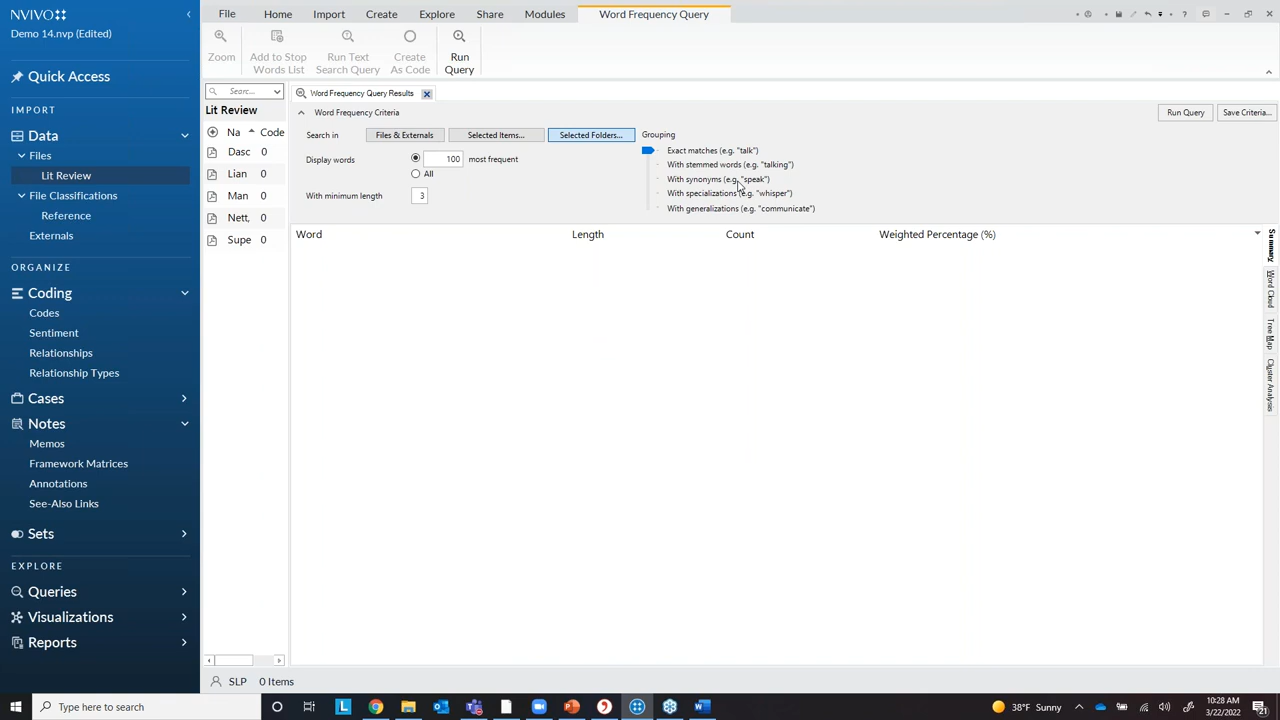 NVIVO
Demo 14.nvp (Edited)
Quick Access
IMPORT
Data
Files
Lit Review
File Classifications
Reference
Externals
ORGANIZE
Coding
Codes
Sentiment
Relationships
Relationship Types
Cases
Notes
Memos
Framework Matrices
Annotations
See-Also Links
Sets
EXPLORE
Queries
Visualizations
Reports
File Home Import Create Explore Share Modules Word Frequency Query
Zoom
Add to Stop Words List
Run Text Search Query
Create As Code
Run Query
Searc...
Lit Review
Na Code
Dasc 0
Lian 0
Man 0
Nett, 0
Supe 0
Word Frequency Query Results
Word Frequency Criteria
Run Query Save Criteria...
Search in Files & Externals Selected Items... Selected Folders...
Display words 100 most frequent
All
With minimum length 3
Grouping
Exact matches (e.g. "talk")
With stemmed words (e.g. "talking")
With synonyms (e.g. "speak")
With specializations (e.g. "whisper")
With generalizations (e.g. "communicate")
Word Length Count Weighted Percentage (%)
Summary
Word Cloud
Tree Map
Cluster Analysis
SLP 0 Items
Type here to search
38°F Sunny
10:28 AM
3/22/2022